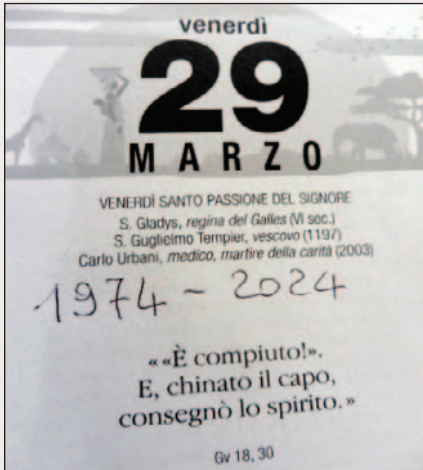 venerdì
29
MARZO
VENERDÌ SANTO PASSIONE DEL SIGNORE
S. Gladys, regina del Galles (VI sec.)
S. Guglielmo Tempier, vescovo (1197)
Carlo Urbani, medico, martire della carità (2003)
1974 - 2024
««È compiuto!».
E, chinato il capo,
consegnò lo spirito.»
Gv 18, 30